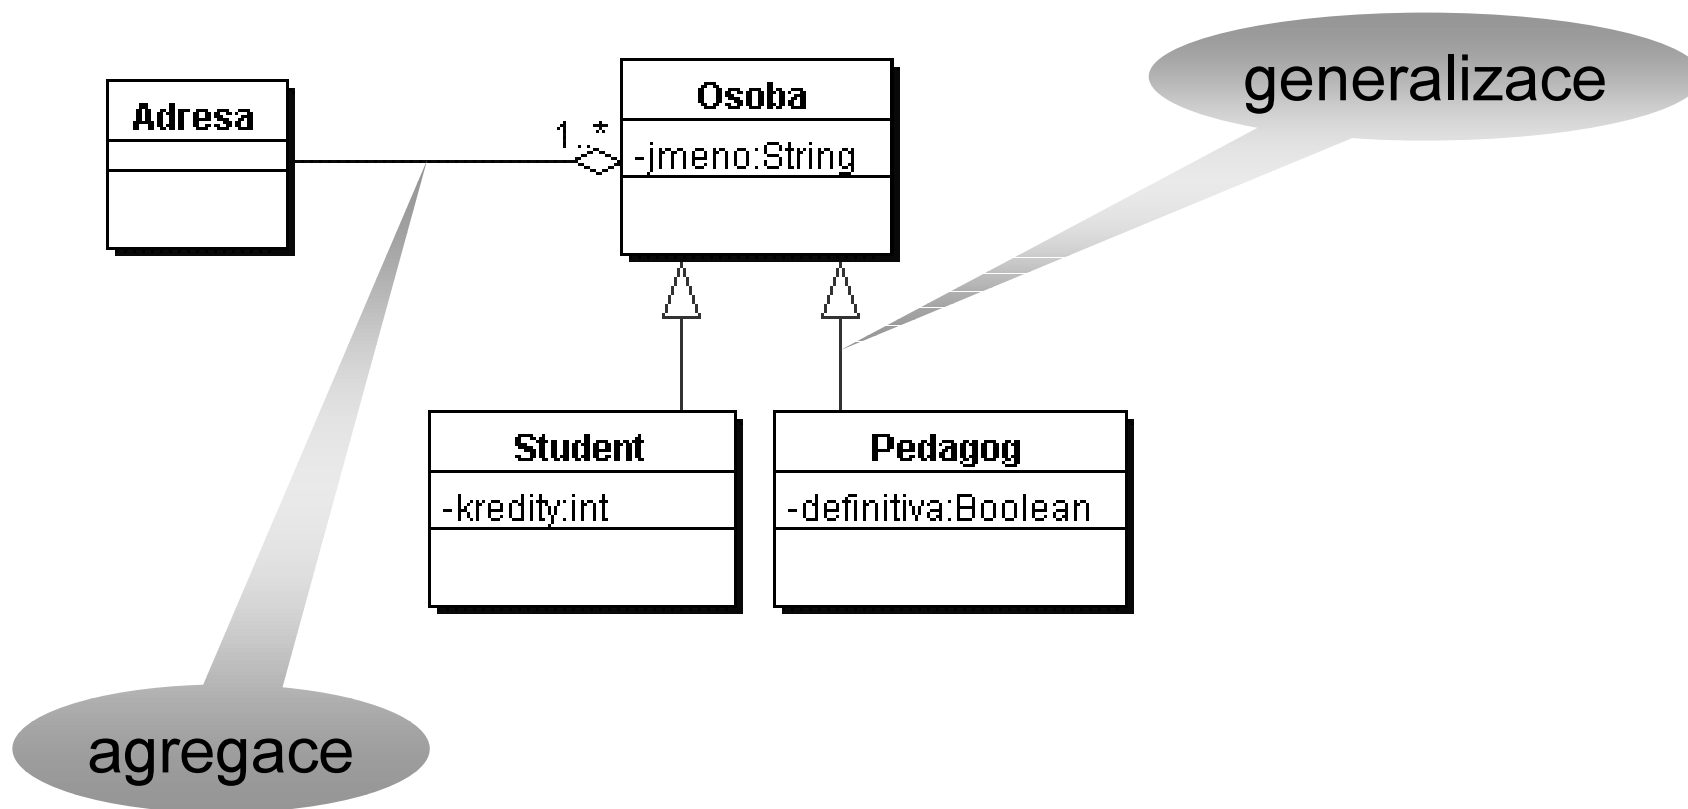 generalizace
Osoba
Adresa
1..*
-jmeno:String
Student
Pedagog
-kredity:int
-definitiva:Boolean
agregace